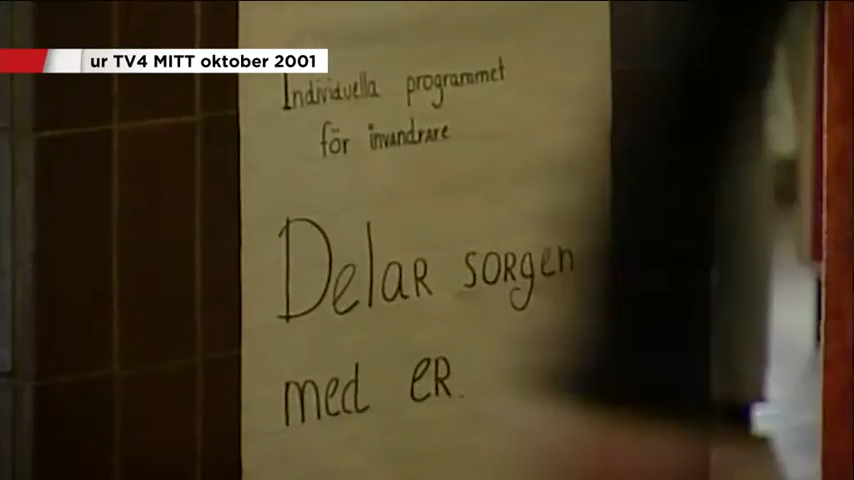 ur TV4 MITT oktober 2001
Individuella programmet
för invandrare
Delar sorgen
med er.